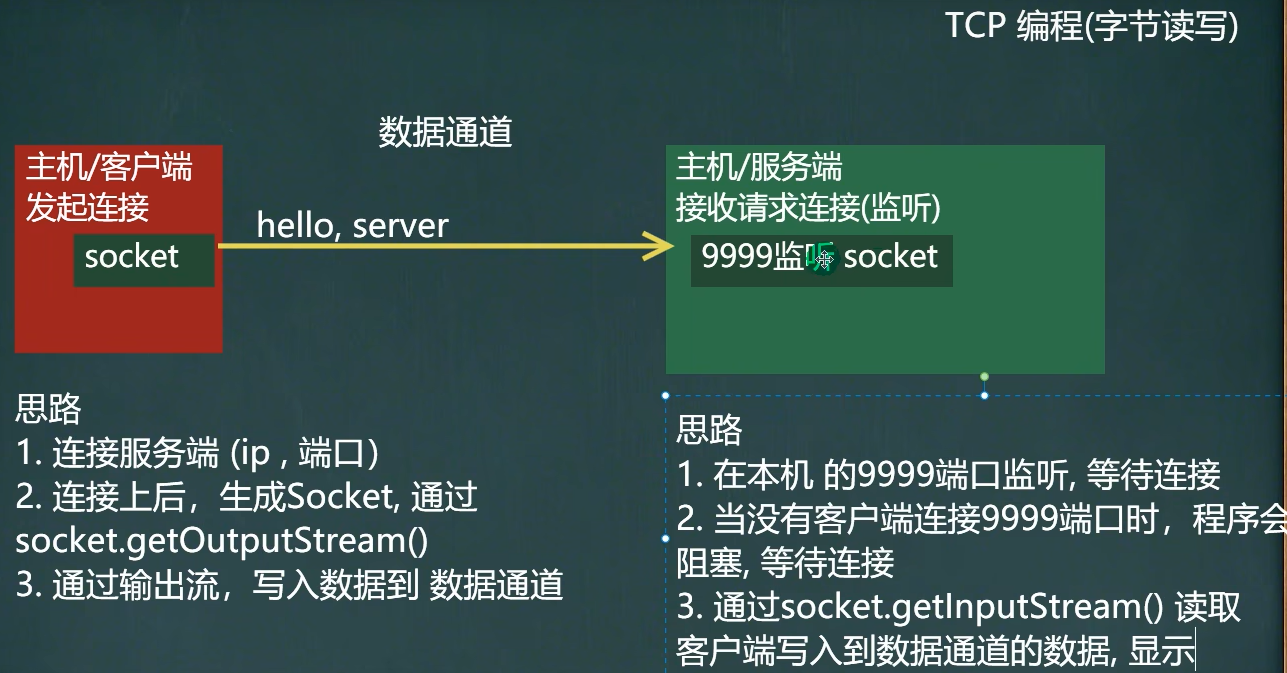 TCP 编程(字节读写)
数据通道
主机/客户端
发起连接
socket
hello, server
主机/服务端
接收请求连接(监听)
9999监听 socket
思路
1. 连接服务端 (ip , 端口）
2. 连接上后，生成Socket, 通过
socket.getOutputStream()
3. 通过输出流，写入数据到 数据通道
思路
1. 在本机 的9999端口监听, 等待连接
2. 当没有客户端连接9999端口时，程序会
阻塞, 等待连接
3. 通过socket.getInputStream() 读取
客户端写入到数据通道的数据, 显示